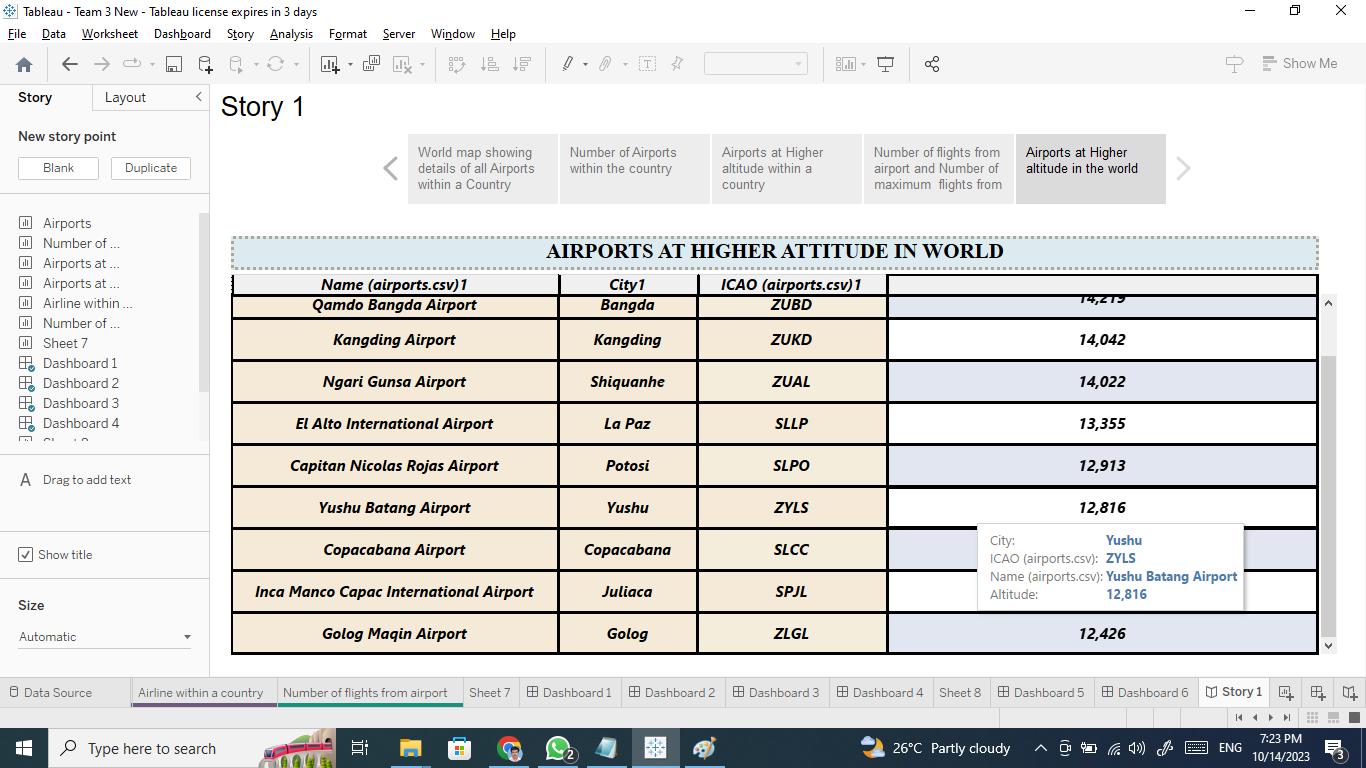 Tableau - Team 3 New - Tableau license expires in 3 days
File Data Worksheet Dashboard Story Analysis Format Server Window Help
Show Me
Story Layout
New story point
Blank Duplicate
Airports
Number of ...
Airports at ...
Airports at ...
Airline within ...
Number of ...
Sheet 7
Dashboard 1
Dashboard 2
Dashboard 3
Dashboard 4
Drag to add text
Show title
Size
Automatic
Story 1
World map showing
details of all Airports
within a Country
Number of Airports
within the country
Airports at Higher
altitude within a
country
Number of flights from
airport and Number of
maximum flights from
Airports at Higher
altitude in the world
AIRPORTS AT HIGHER ATTITUDE IN WORLD
Name (airports.csv)1 City1 ICAO (airports.csv)1
Qamdo Bangda Airport Bangda ZUBD 14,219
Kangding Airport Kangding ZUKD 14,042
Ngari Gunsa Airport Shiquanhe ZUAL 14,022
El Alto International Airport La Paz SLLP 13,355
Capitan Nicolas Rojas Airport Potosi SLPO 12,913
Yushu Batang Airport Yushu ZYLS 12,816
Copacabana Airport Copacabana SLCC
Inca Manco Capac International Airport Juliaca SPJL
Golog Maqin Airport Golog ZLGL 12,426
City: Yushu
ICAO (airports.csv): ZYLS
Name (airports.csv): Yushu Batang Airport
Altitude: 12,816
Data Source Airline within a country Number of flights from airport Sheet 7 Dashboard 1 Dashboard 2 Dashboard 3 Dashboard 4 Sheet 8 Dashboard 5 Dashboard 6 Story 1
Type here to search 2 26°C Partly cloudy ENG 7:23 PM
10/14/2023 3